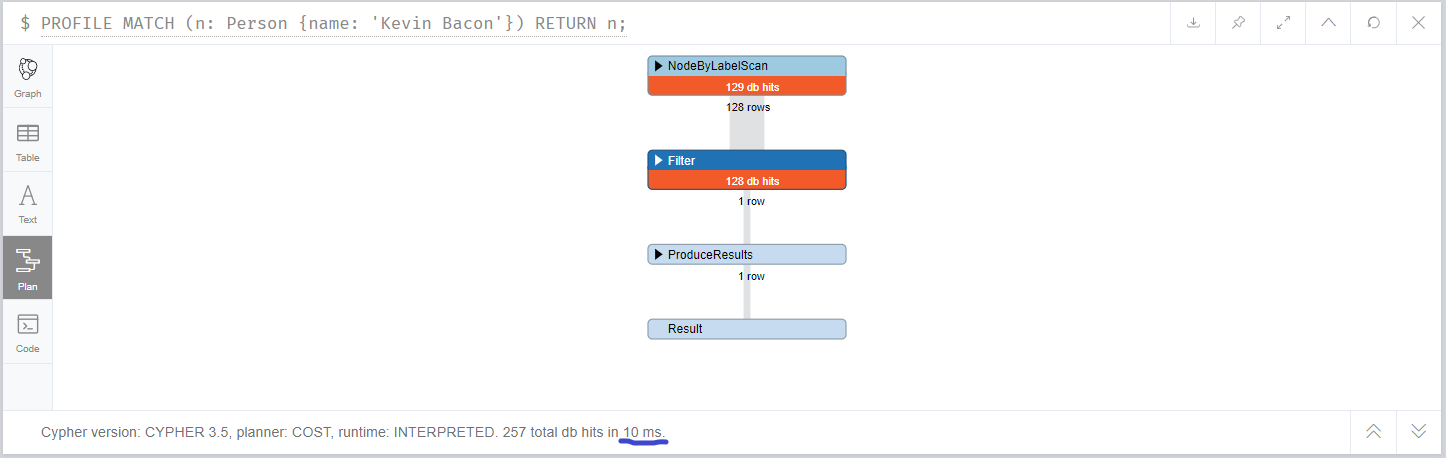 $ PROFILE MATCH (n: Person {name: 'Kevin Bacon'}) RETURN n;
Graph
Table
Text
Plan
Code
NodeByLabelScan
129 db hits
128 rows
Filter
128 db hits
1 row
ProduceResults
1 row
Result
Cypher version: CYPHER 3.5, planner: COST, runtime: INTERPRETED. 257 total db hits in 10 ms.